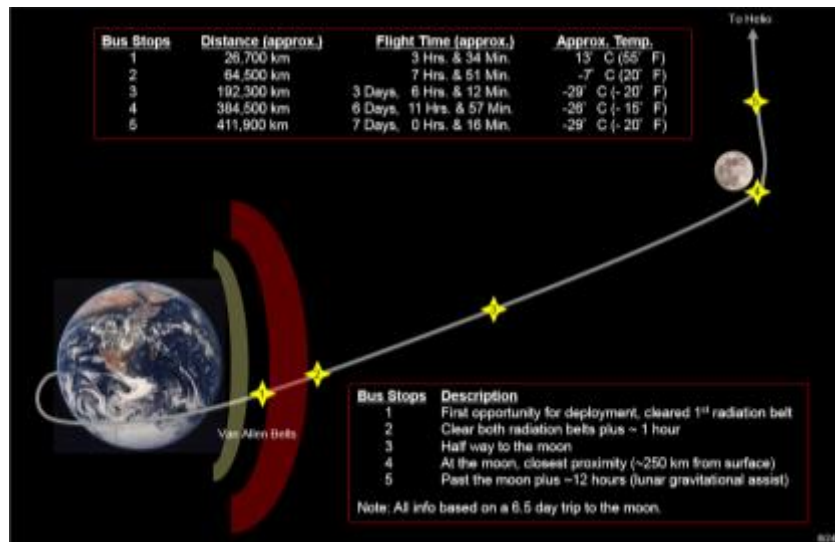 To Helio
Bus Stops Distance (approx.) Flight Time (approx.) Approx. Temp.
1 26,700 km 3 Hrs. & 34 Min. 13° C (55° F)
2 64,500 km 7 Hrs. & 51 Min. -7° C (20° F)
3 192,300 km 3 Days, 6 Hrs. & 12 Min. -29° C (- 20° F)
4 384,500 km 6 Days, 11 Hrs. & 57 Min. -26° C (- 15° F)
5 411,900 km 7 Days, 0 Hrs. & 16 Min. -29° C (- 20° F)
5
4
3
2
1
Van Allen Belts
Bus Stops Description
1 First opportunity for deployment, cleared 1st radiation belt
2 Clear both radiation belts plus ~ 1 hour
3 Half way to the moon
4 At the moon, closest proximity (~250 km from surface)
5 Past the moon plus ~12 hours (lunar gravitational assist)
Note: All info based on a 6.5 day trip to the moon.